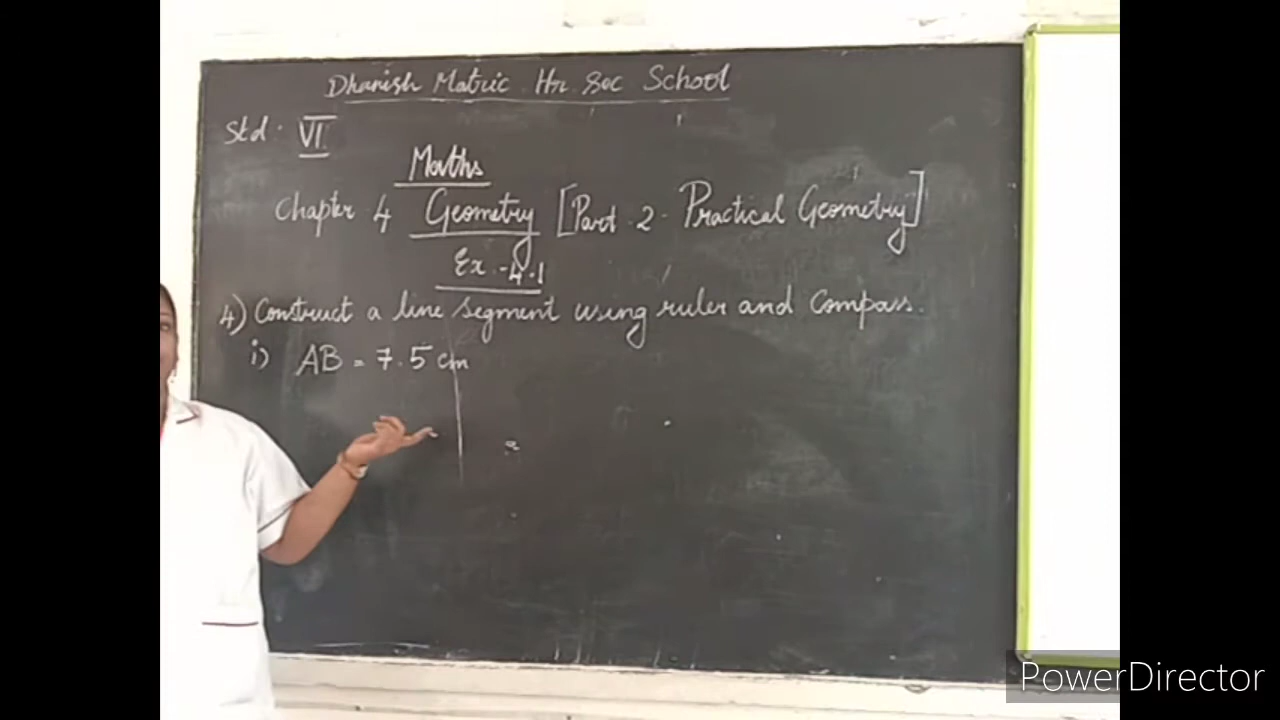 Dhanish Matric Hr Sec School
Std : VI
Maths
Chapter 4 Geometry [Part 2 - Practical Geometry]
Ex - 4.1
4) Construct a line segment using ruler and Compass.
i) AB = 7.5 cm
PowerDirector